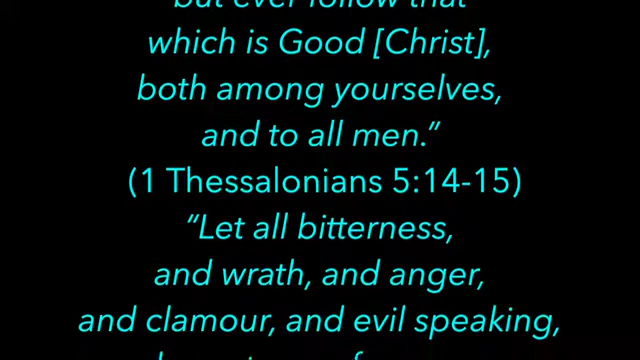 but ever follow that
which is Good [Christ],
both among yourselves,
and to all men.”
(1 Thessalonians 5:14-15)
“Let all bitterness,
and wrath, and anger,
and clamour, and evil speaking,